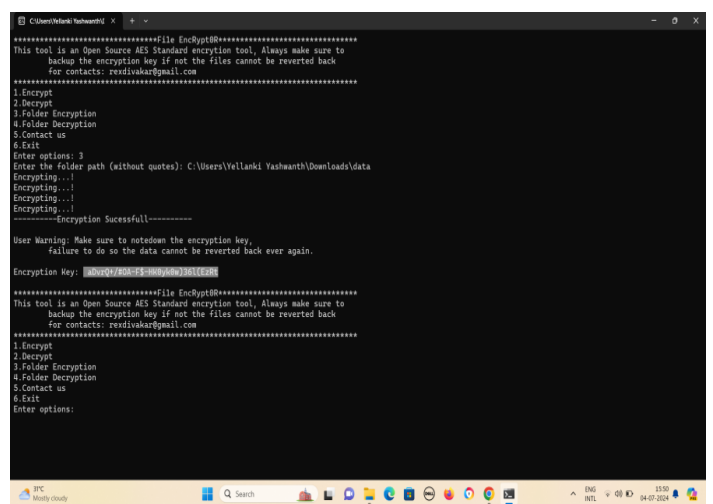 C:\Users\Yellanki Yashwanth\I
*********************************File EncRypt0R********************************
This tool is an Open Source AES Standard encrytion tool, Always make sure to
backup the encryption key if not the files cannot be reverted back
for contacts: rexdivakar@gmail.com
*******************************************************************************
1.Encrypt
2.Decrypt
3.Folder Encryption
4.Folder Decryption
5.Contact us
6.Exit
Enter options: 3
Enter the folder path (without quotes): C:\Users\Yellanki Yashwanth\Downloads\data
Encrypting...!
Encrypting...!
Encrypting...!
Encrypting...!
----------Encryption Sucessfull----------
User Warning: Make sure to notedown the encryption key,
failure to do so the data cannot be reverted back ever again.
Encryption Key:
*********************************File EncRypt0R********************************
This tool is an Open Source AES Standard encrytion tool, Always make sure to
backup the encryption key if not the files cannot be reverted back
for contacts: rexdivakar@gmail.com
*******************************************************************************
1.Encrypt
2.Decrypt
3.Folder Encryption
4.Folder Decryption
5.Contact us
6.Exit
Enter options:
31°C
Mostly cloudy
Search
ENG
INTL
15:50
04-07-2024